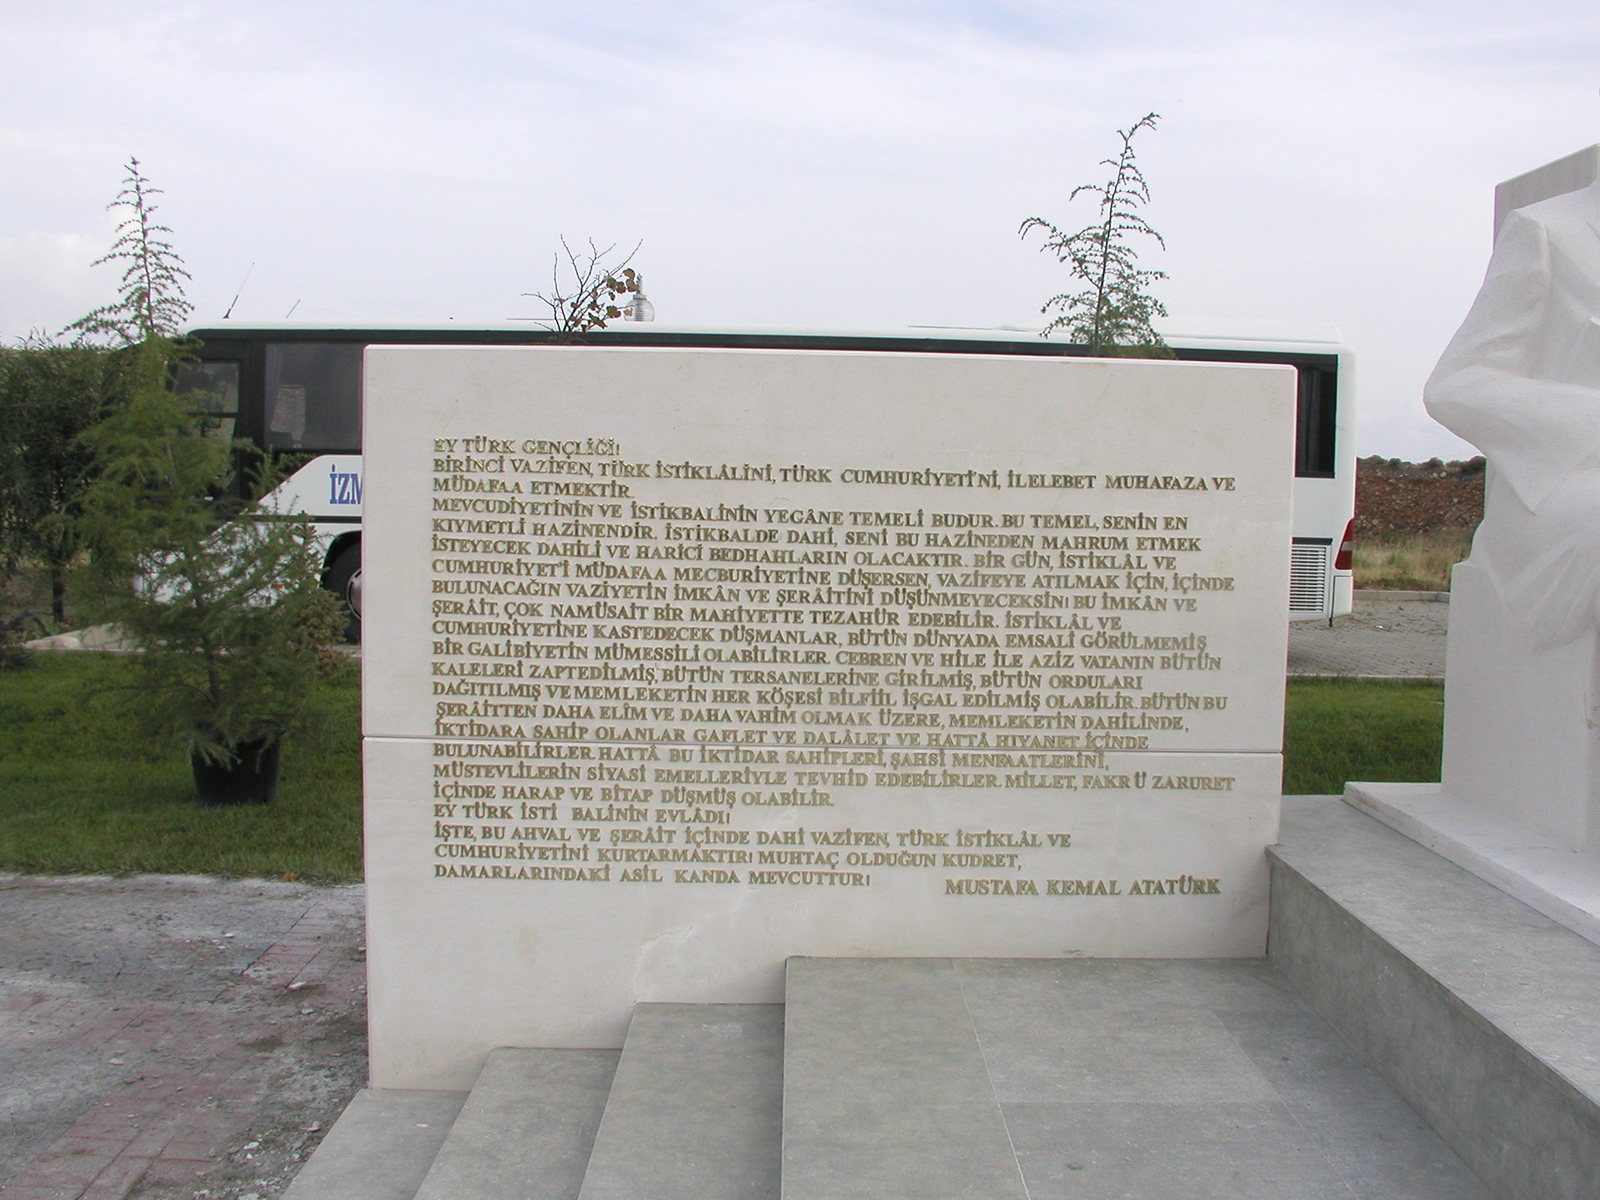 EY TÜRK GENÇLİĞİ!
BİRİNCİ VAZİFEN, TÜRK İSTİKLÂLİNİ, TÜRK CUMHURİYETİ'Nİ, İLELEBET MUHAFAZA VE
MÜDAFAA ETMEKTİR.
MEVCUDİYETİNİN VE İSTİKBALİNİN YEGÂNE TEMELİ BUDUR. BU TEMEL, SENİN EN
KIYMETLİ HAZİNENDİR. İSTİKBALDE DAHİ, SENİ BU HAZİNEDEN MAHRUM ETMEK
İSTEYECEK DAHİLİ VE HARİCİ BEDHAHLARIN OLACAKTIR. BİR GÜN, İSTİKLÂL VE
CUMHURİYET'İ MÜDAFAA MECBURİYETİNE DÜŞERSEN, VAZİFEYE ATILMAK İÇİN, İÇİNDE
BULUNACAĞIN VAZİYETİN İMKÂN VE ŞERÂİTİNİ DÜŞÜNMEYECEKSİN! BU İMKÂN VE
ŞERÂİT, ÇOK NAMÜSAİT BİR MAHİYETTE TEZAHÜR EDEBİLİR. İSTİKLÂL VE
CUMHURİYETİNE KASTEDECEK DÜŞMANLAR, BÜTÜN DÜNYADA EMSALİ GÖRÜLMEMİŞ
BİR GALİBİYETİN MÜMESSİLİ OLABİLİRLER. CEBREN VE HİLE İLE AZİZ VATANIN BÜTÜN
KALELERİ ZAPTEDİLMİŞ, BÜTÜN TERSANELERİNE GİRİLMİŞ, BÜTÜN ORDULARI
DAĞITILMIŞ VE MEMLEKETİN HER KÖŞESİ BİLFİİL İŞGAL EDİLMİŞ OLABİLİR. BÜTÜN BU
ŞERÂİTTEN DAHA ELÎM VE DAHA VAHİM OLMAK ÜZERE, MEMLEKETİN DAHİLİNDE,
İKTİDARA SAHİP OLANLAR GAFLET VE DALÂLET VE HATTÂ HIYANET İÇİNDE
BULUNABİLİRLER. HATTÂ BU İKTİDAR SAHİPLERİ, ŞAHSİ MENFAATLERİNİ,
MÜSTEVLİLERİN SİYASİ EMELLERİYLE TEVHİD EDEBİLİRLER. MİLLET, FAKR Ü ZARURET
İÇİNDE HARAP VE BİTAP DÜŞMÜŞ OLABİLİR.
EY TÜRK İSTİ BALİNİN EVLÂDI!
İŞTE, BU AHVAL VE ŞERÂİT İÇİNDE DAHİ VAZİFEN, TÜRK İSTİKLÂL VE
CUMHURİYETİNİ KURTARMAKTIR! MUHTAÇ OLDUĞUN KUDRET,
DAMARLARINDAKİ ASİL KANDA MEVCUTTUR!
MUSTAFA KEMAL ATATÜRK
İZM